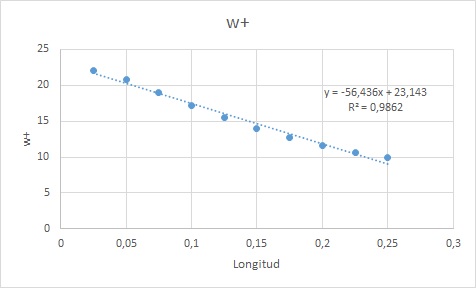 w+
25
20
15
10
5
0
w+
y = -56,436x + 23,143
R² = 0,9862
0
0,05
0,1
0,15
0,2
0,25
0,3
Longitud